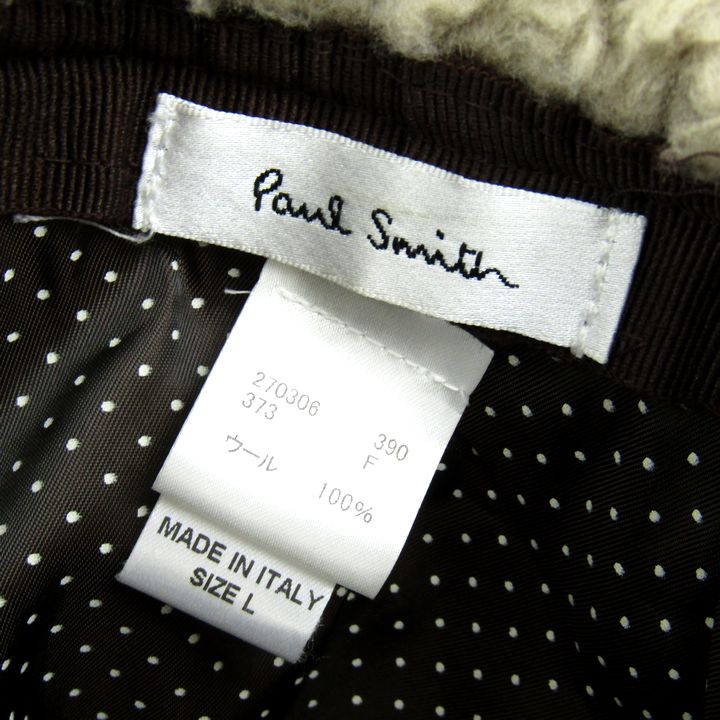 Paul Smith
270306
373 390
F
ウール 100%
MADE IN ITALY
SIZE L